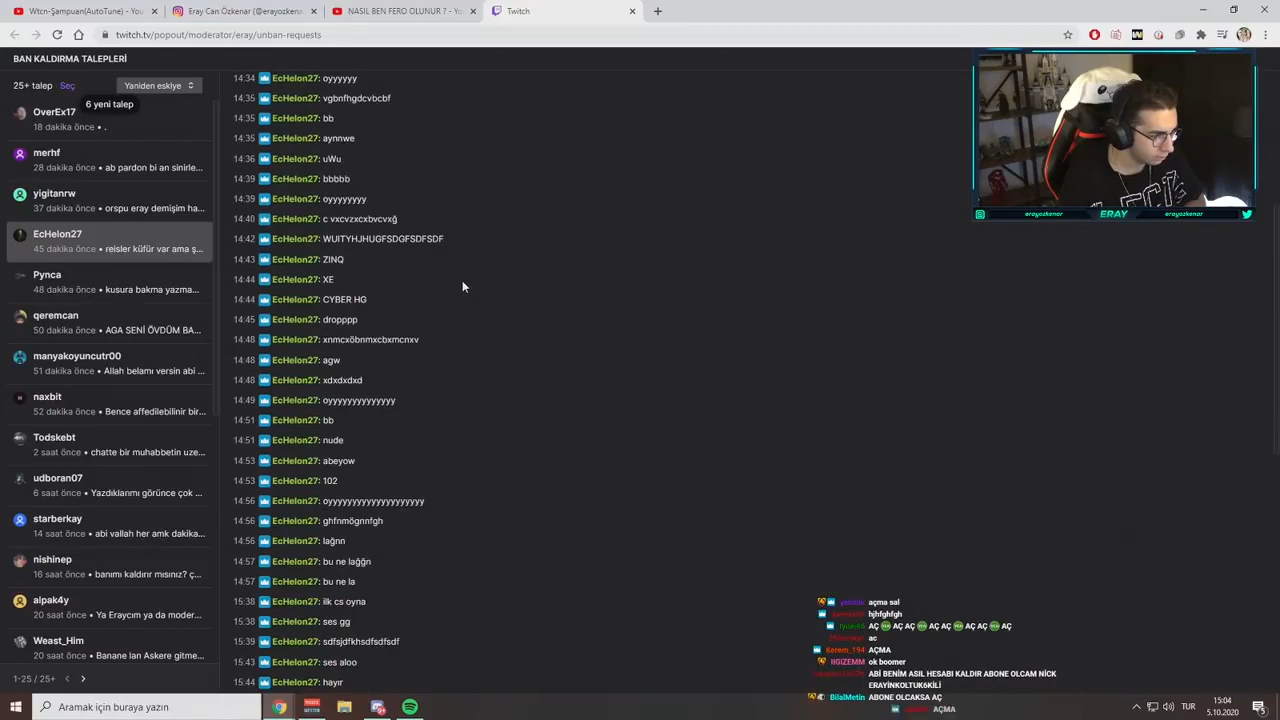 Wtcn-Şampuan(AutoTune) - You
Eray Can Özkenar (@erayozkenar
NASIL BEN FERO OLUNUR ? - Yo
Twitch
twitch.tv/popout/moderator/eray/unban-requests
BAN KALDIRMA TALEPLERİ
25+ talep Seç Yaniden eskiye
6 yeni talep
OverEx17
18 dakika önce • .
merhf
28 dakika önce • ab pardon bi an sinirle...
yigitanrw
37 dakika önce • orspu eray demişim ha...
EcHelon27
45 dakika önce • reisler küfür var ama ş...
Pynca
48 dakika önce • kusura bakma yazma...
qeremcan
50 dakika önce • AGA SENİ ÖVDÜM BA...
manyakoyuncutr00
51 dakika önce • Allah belamı versin abi ...
naxbit
52 dakika önce • Bence affedilebilinir bir...
Todskebt
2 saat önce • chatte bir muhabbetin uze...
udboran07
6 saat önce • Yazdıklarımı görünce çok ...
starberkay
14 saat önce • abi vallah her amk dakika...
nishinep
16 saat önce • banımı kaldırır mısınız? ç...
alpak4y
20 saat önce • Ya Eraycım ya da moder...
Weast_Him
20 saat önce • Banane lan Askere gitme...
1-25 / 25+
14:34 EcHelon27: oyyyyyy
14:35 EcHelon27: vgbnfhgdcvbcbf
14:35 EcHelon27: bb
14:35 EcHelon27: aynnwe
14:36 EcHelon27: uWu
14:39 EcHelon27: bbbbb
14:39 EcHelon27: oyyyyyyyy
14:40 EcHelon27: c vxcvzxcxbvcvxğ
14:42 EcHelon27: WUITYHJHUGFSDGFSDFSDF
14:43 EcHelon27: ZINQ
14:44 EcHelon27: XE
14:44 EcHelon27: CYBER HG
14:45 EcHelon27: dropppp
14:48 EcHelon27: xnmcxöbnmxcbxmcnxv
14:48 EcHelon27: agw
14:48 EcHelon27: xdxdxdxd
14:49 EcHelon27: oyyyyyyyyyyyyyy
14:51 EcHelon27: bb
14:51 EcHelon27: nude
14:53 EcHelon27: abeyow
14:53 EcHelon27: 102
14:56 EcHelon27: oyyyyyyyyyyyyyyyyyyyy
14:56 EcHelon27: ghfnmögnnfgh
14:56 EcHelon27: lağnn
14:57 EcHelon27: bu ne lağğn
14:57 EcHelon27: bu ne la
15:38 EcHelon27: ilk cs oyna
15:38 EcHelon27: ses gg
15:39 EcHelon27: sdfsjdfkhsdfsdfsdf
15:43 EcHelon27: ses aloo
15:44 EcHelon27: hayır
erayozkenar ERAY erayozkenar
açma sal
hjhfghfgh
AÇ AÇ AÇ AÇ AÇ AÇ AÇ AÇ
ac
Kerem_194 AÇMA
IIGIZEMM ok boomer
ABİ BENİM ASIL HESABI KALDIR ABONE OLCAM NİCK
ERAYİNKOLTUK6KİLİ
BilalMetin ABONE OLCAKSA AÇ
AÇMA
Aramak için buraya yazın
TUR
15:04
5.10.2020
5